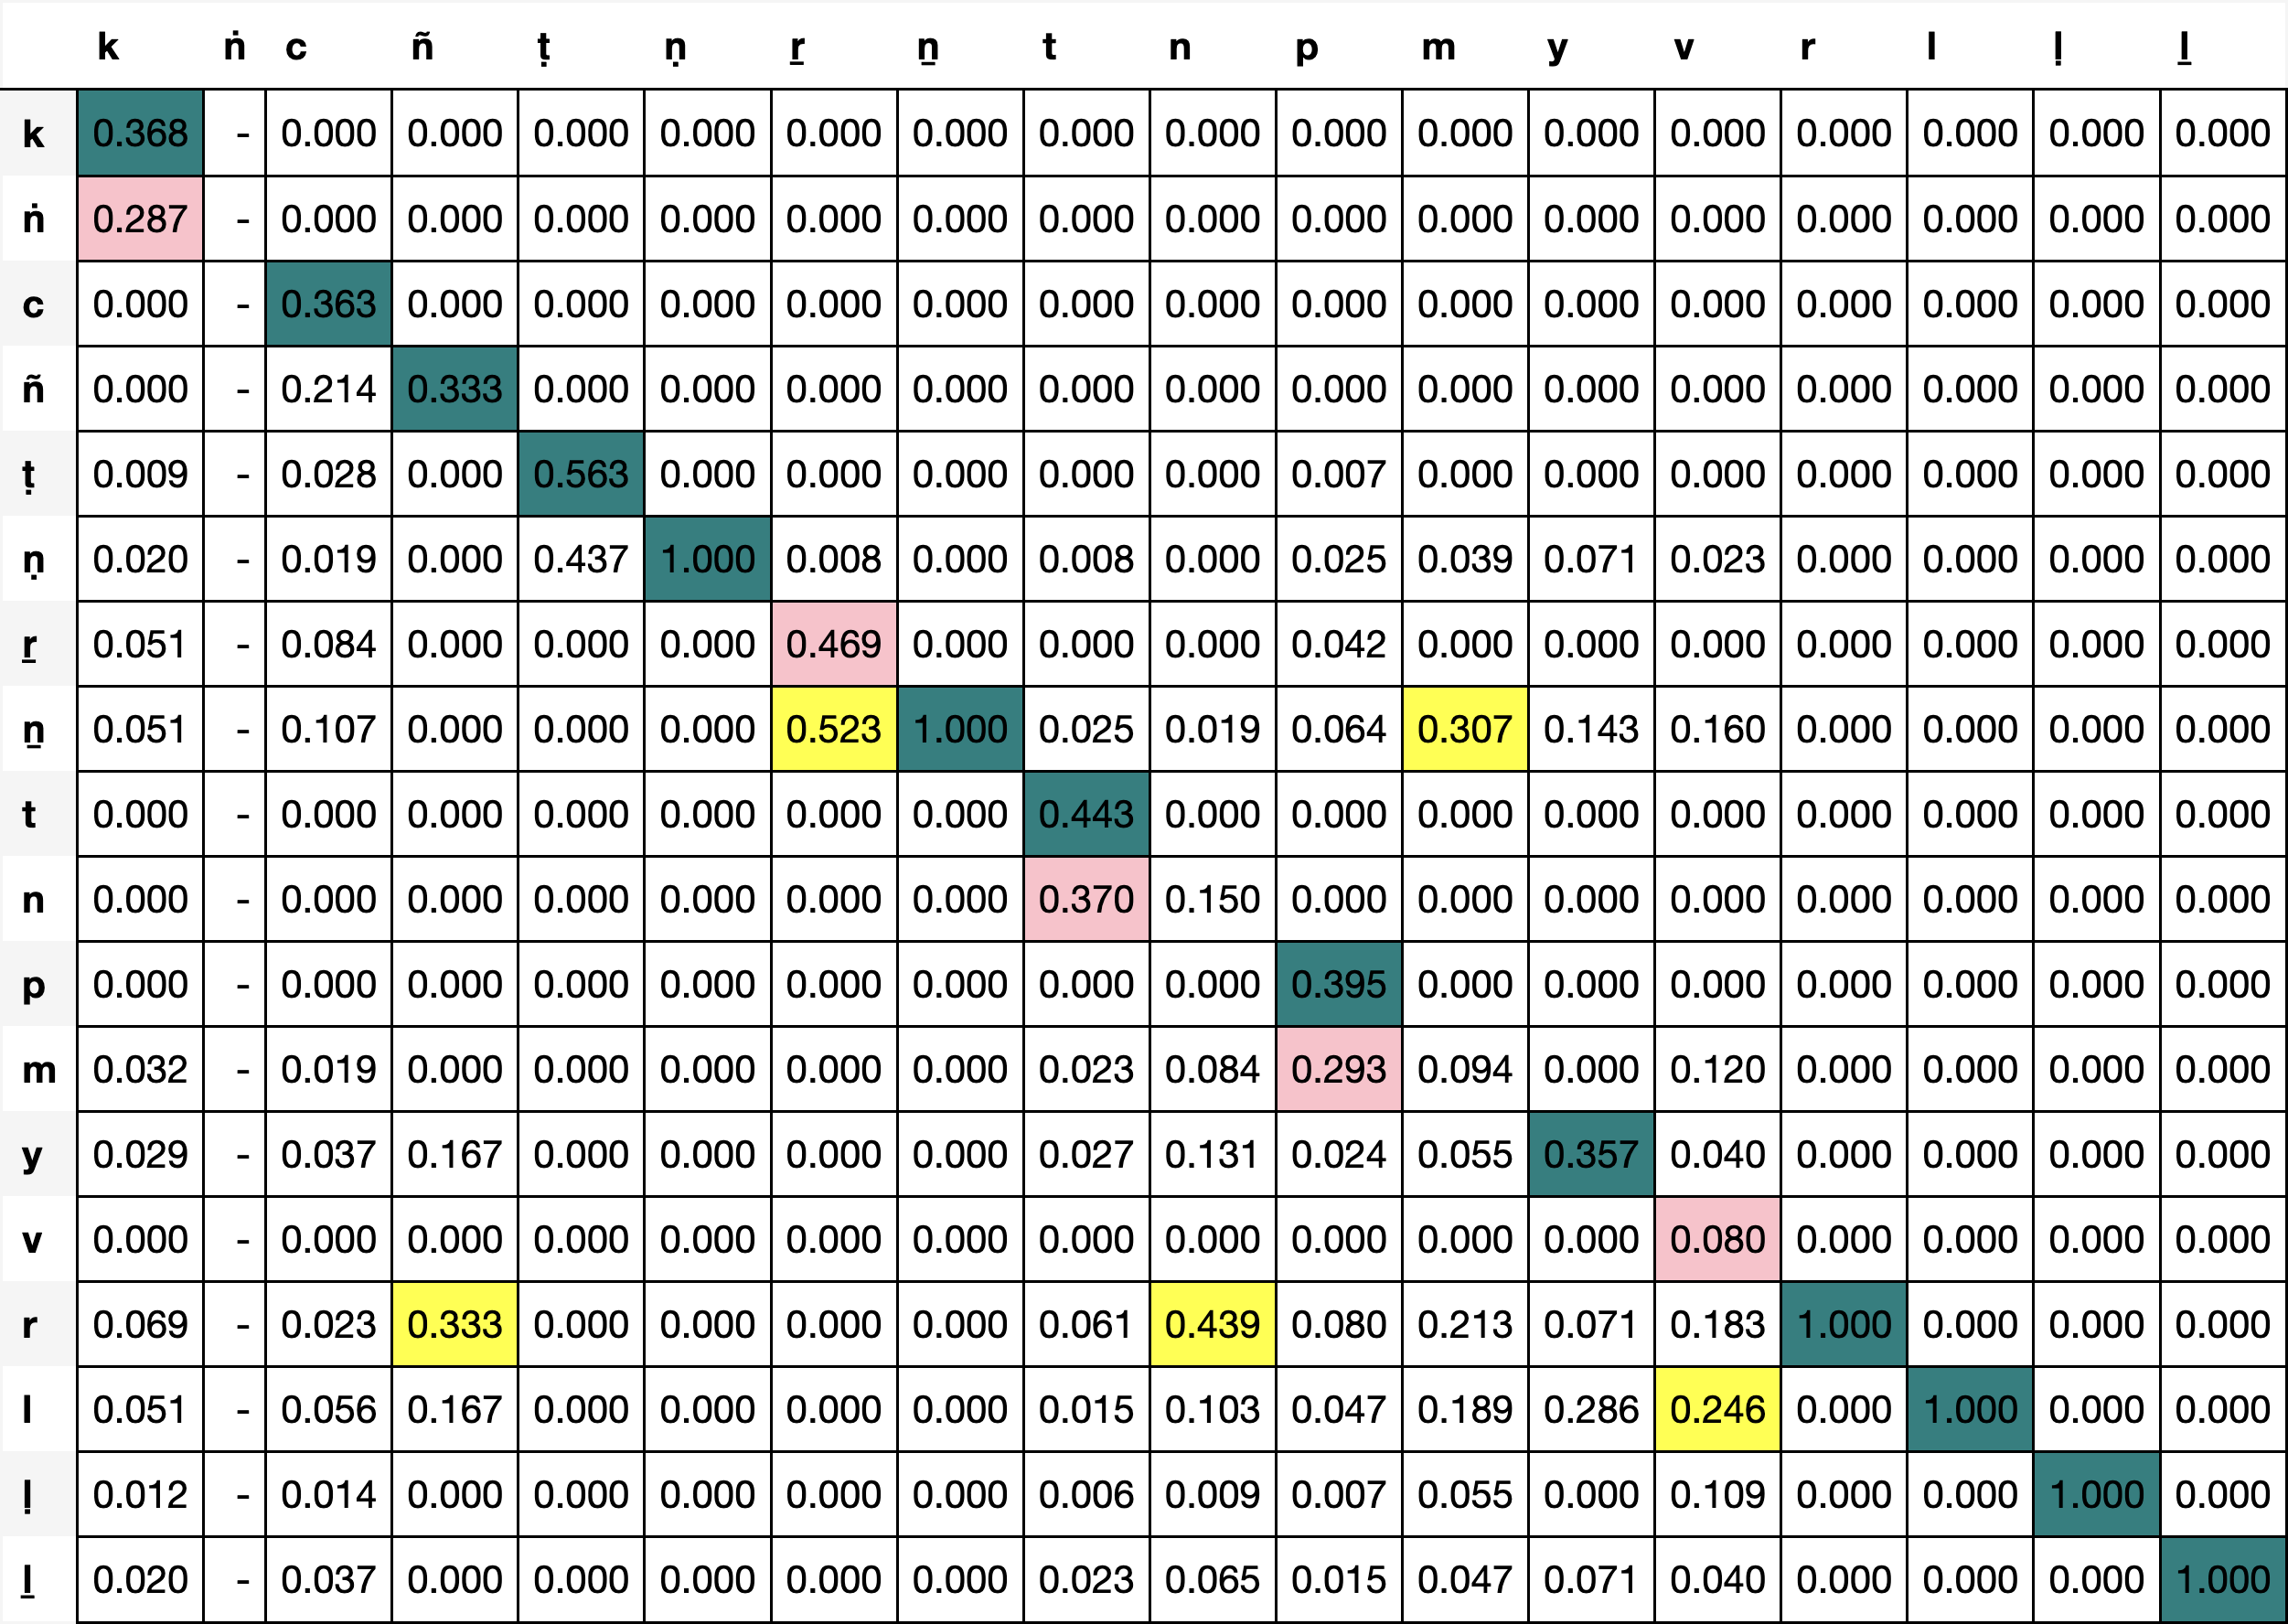 k ṅ c ñ ṭ ṇ ṟ ṉ t n p m y v r l ḷ ḻ
k 0.368 - 0.000 0.000 0.000 0.000 0.000 0.000 0.000 0.000 0.000 0.000 0.000 0.000 0.000 0.000 0.000 0.000
ṅ 0.287 - 0.000 0.000 0.000 0.000 0.000 0.000 0.000 0.000 0.000 0.000 0.000 0.000 0.000 0.000 0.000 0.000
c 0.000 - 0.363 0.000 0.000 0.000 0.000 0.000 0.000 0.000 0.000 0.000 0.000 0.000 0.000 0.000 0.000 0.000
ñ 0.000 - 0.214 0.333 0.000 0.000 0.000 0.000 0.000 0.000 0.000 0.000 0.000 0.000 0.000 0.000 0.000 0.000
ṭ 0.009 - 0.028 0.000 0.563 0.000 0.000 0.000 0.000 0.000 0.007 0.000 0.000 0.000 0.000 0.000 0.000 0.000
ṇ 0.020 - 0.019 0.000 0.437 1.000 0.008 0.000 0.008 0.000 0.025 0.039 0.071 0.023 0.000 0.000 0.000 0.000
ṟ 0.051 - 0.084 0.000 0.000 0.000 0.469 0.000 0.000 0.000 0.042 0.000 0.000 0.000 0.000 0.000 0.000 0.000
ṉ 0.051 - 0.107 0.000 0.000 0.000 0.523 1.000 0.025 0.019 0.064 0.307 0.143 0.160 0.000 0.000 0.000 0.000
t 0.000 - 0.000 0.000 0.000 0.000 0.000 0.000 0.443 0.000 0.000 0.000 0.000 0.000 0.000 0.000 0.000 0.000
n 0.000 - 0.000 0.000 0.000 0.000 0.000 0.000 0.370 0.150 0.000 0.000 0.000 0.000 0.000 0.000 0.000 0.000
p 0.000 - 0.000 0.000 0.000 0.000 0.000 0.000 0.000 0.000 0.395 0.000 0.000 0.000 0.000 0.000 0.000 0.000
m 0.032 - 0.019 0.000 0.000 0.000 0.000 0.000 0.023 0.084 0.293 0.094 0.000 0.120 0.000 0.000 0.000 0.000
y 0.029 - 0.037 0.167 0.000 0.000 0.000 0.000 0.027 0.131 0.024 0.055 0.357 0.040 0.000 0.000 0.000 0.000
v 0.000 - 0.000 0.000 0.000 0.000 0.000 0.000 0.000 0.000 0.000 0.000 0.000 0.080 0.000 0.000 0.000 0.000
r 0.069 - 0.023 0.333 0.000 0.000 0.000 0.000 0.061 0.439 0.080 0.213 0.071 0.183 1.000 0.000 0.000 0.000
l 0.051 - 0.056 0.167 0.000 0.000 0.000 0.000 0.015 0.103 0.047 0.189 0.286 0.246 0.000 1.000 0.000 0.000
ḷ 0.012 - 0.014 0.000 0.000 0.000 0.000 0.000 0.006 0.009 0.007 0.055 0.000 0.109 0.000 0.000 1.000 0.000
ḻ 0.020 - 0.037 0.000 0.000 0.000 0.000 0.000 0.023 0.065 0.015 0.047 0.071 0.040 0.000 0.000 0.000 1.000